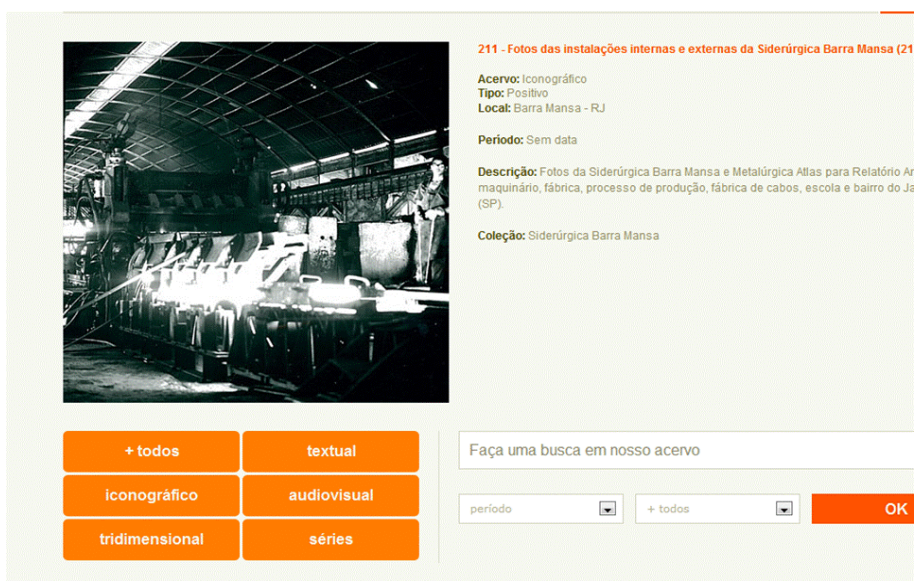 211 - Fotos das instalações internas e externas da Siderúrgica Barra Mansa (21
Acervo: Iconográfico
Tipo: Positivo
Local: Barra Mansa - RJ
Período: Sem data
Descrição: Fotos da Siderúrgica Barra Mansa e Metalúrgica Atlas para Relatório An
maquinário, fábrica, processo de produção, fábrica de cabos, escola e bairro do Ja
(SP).
Coleção: Siderúrgica Barra Mansa
+ todos
textual
iconográfico
audiovisual
tridimensional
séries
Faça uma busca em nosso acervo
período
+ todos
OK